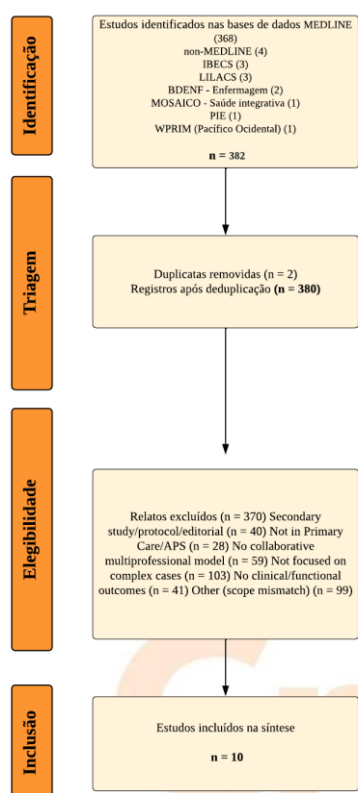 Identificação
Estudos identificados nas bases de dados MEDLINE
(368)
non-MEDLINE (4)
IBECS (3)
LILACS (3)
BDENF - Enfermagem (2)
MOSAICO - Saúde integrativa (1)
PIE (1)
WPRIM (Pacífico Ocidental) (1)
n = 382
Triagem
Duplicatas removidas (n = 2)
Registros após deduplicação (n = 380)
Elegibilidade
Relatos excluídos (n = 370) Secondary
study/protocol/editorial (n = 40) Not in Primary
Care/APS (n = 28) No collaborative
multiprofessional model (n = 59) Not focused on
complex cases (n = 103) No clinical/functional
outcomes (n = 41) Other (scope mismatch) (n = 99)
Inclusão
Estudos incluídos na síntese
n = 10